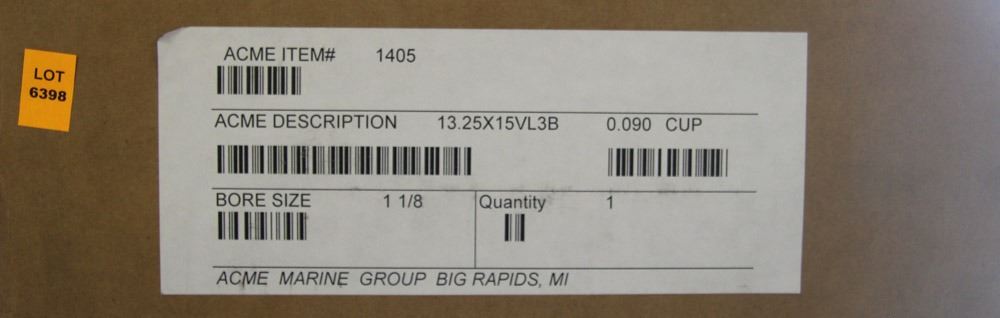 LOT
6398
ACME ITEM# 1405
ACME DESCRIPTION 13.25X15VL3B 0.090 CUP
BORE SIZE 1 1/8 Quantity 1
ACME MARINE GROUP BIG RAPIDS, MI